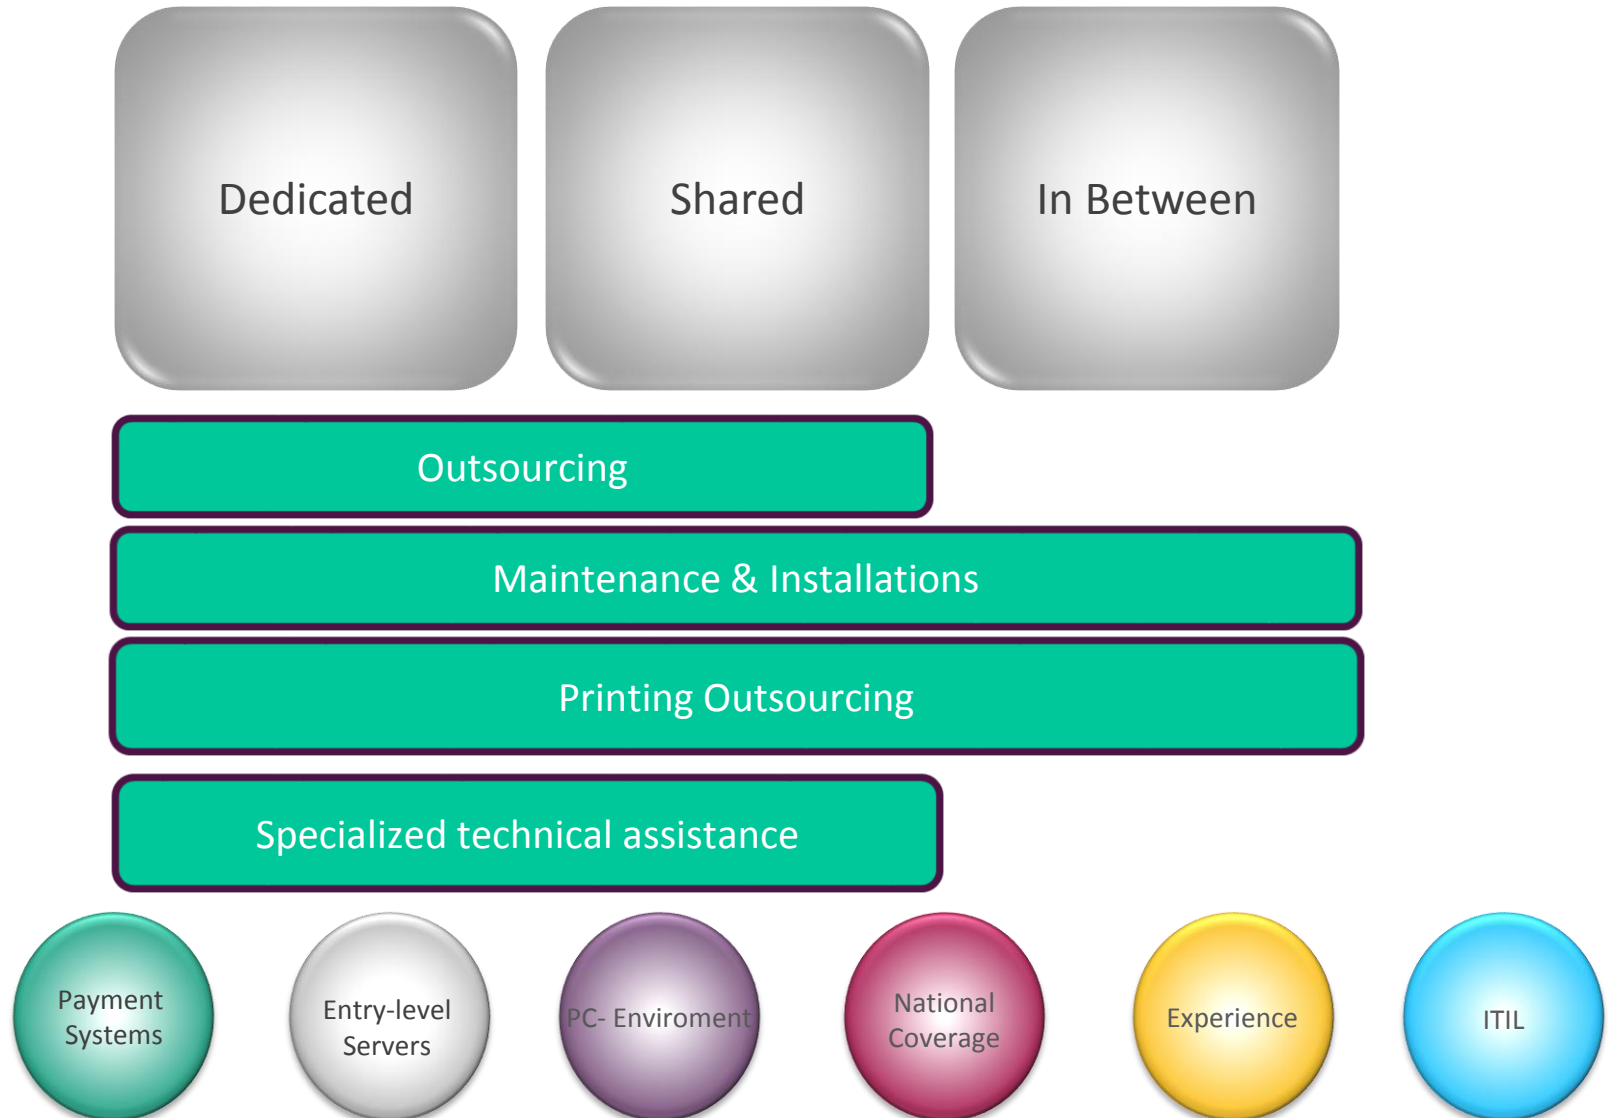 Dedicated
Shared
In Between
Outsourcing
Maintenance & Installations
Printing Outsourcing
Specialized technical assistance
Payment
Systems
Entry-level
Servers
PC- Enviroment
National
Coverage
Experience
ITIL